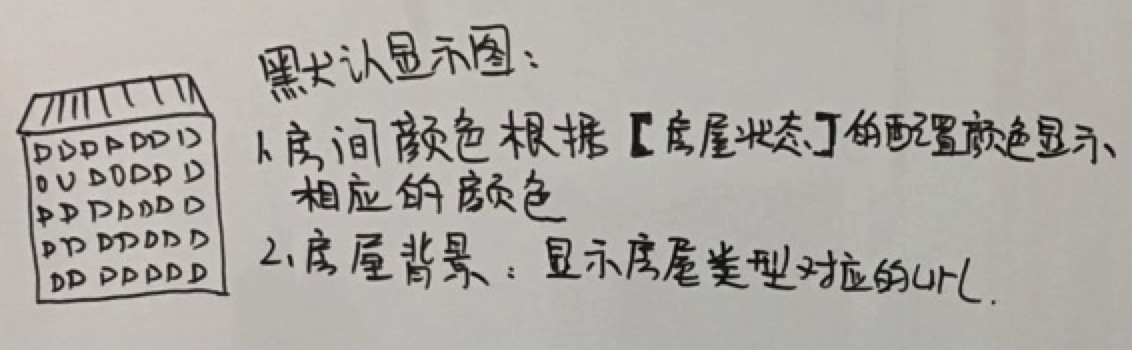 默认显示图：
1、房间颜色根据【房屋状态】的配置颜色显示、
相应的颜色
2、房屋背景：显示房屋类型对应的url.